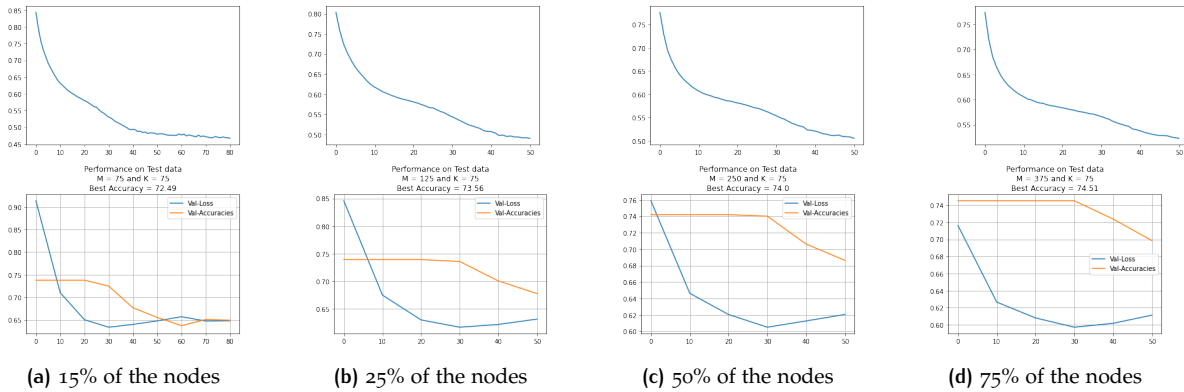 0.85
0.80
0.75
0.70
0.65
0.60
0.55
0.50
0.45
0 10 20 30 40 50 60 70 80
Performance on Test data
M = 75 and K = 75
Best Accuracy = 72.49
0.90
0.85
0.80
0.75
0.70
0.65
Val-Loss
Val-Accuracies
0 10 20 30 40 50 60 70 80
(a) 15% of the nodes
0.80
0.75
0.70
0.65
0.60
0.55
0.50
0 10 20 30 40 50
Performance on Test data
M = 125 and K = 75
Best Accuracy = 73.56
0.85
0.80
0.75
0.70
0.65
Val-Loss
Val-Accuracies
0 10 20 30 40 50
(b) 25% of the nodes
0.75
0.70
0.65
0.60
0.55
0.50
0 10 20 30 40 50
Performance on Test data
M = 250 and K = 75
Best Accuracy = 74.0
0.76
0.74
0.72
0.70
0.68
0.66
0.64
0.62
0.60
Val-Loss
Val-Accuracies
0 10 20 30 40 50
(c) 50% of the nodes
0.75
0.70
0.65
0.60
0.55
0 10 20 30 40 50
Performance on Test data
M = 375 and K = 75
Best Accuracy = 74.51
0.74
0.72
0.70
0.68
0.66
0.64
0.62
0.60
Val-Loss
Val-Accuracies
0 10 20 30 40 50
(d) 75% of the nodes